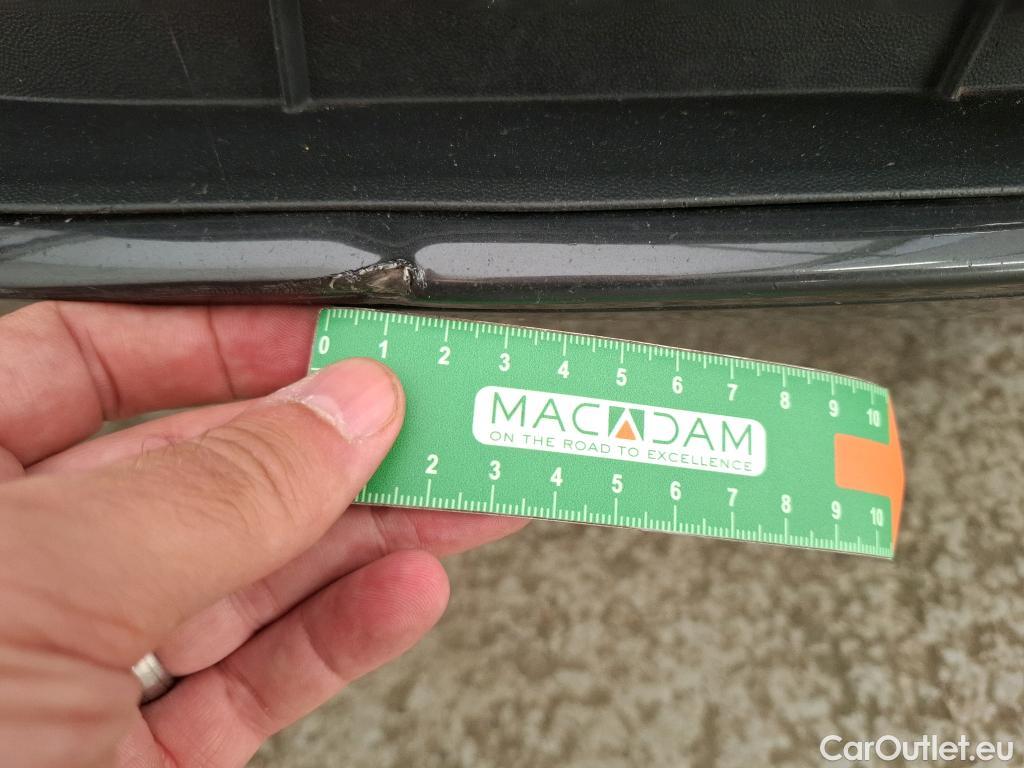 0 1 2 3 4 5 6 7 8 9 10
MACADAM
ON THE ROAD TO EXCELLENCE
2 3 4 5 6 7 8 9 10
CarOutlet.eu